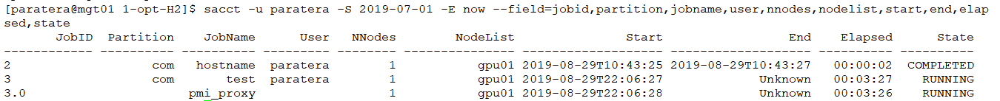 [paratera@mgt01 1-opt-H2]$ sacct -u paratera -S 2019-07-01 -E now --field=jobid,partition,jobname,user,nnodes,nodelist,start,end,elap
sed,state
JobID Partition JobName User NNodes NodeList Start End Elapsed State
------------ ---------- ---------- --------- -------- --------------- ------------------- ------------------- ---------- ----------
2 com hostname paratera 1 gpu01 2019-08-29T10:43:25 2019-08-29T10:43:27 00:00:02 COMPLETED
3 com test paratera 1 gpu01 2019-08-29T22:06:27 Unknown 00:03:27 RUNNING
3.0 pmi_proxy 1 gpu01 2019-08-29T22:06:28 Unknown 00:03:26 RUNNING